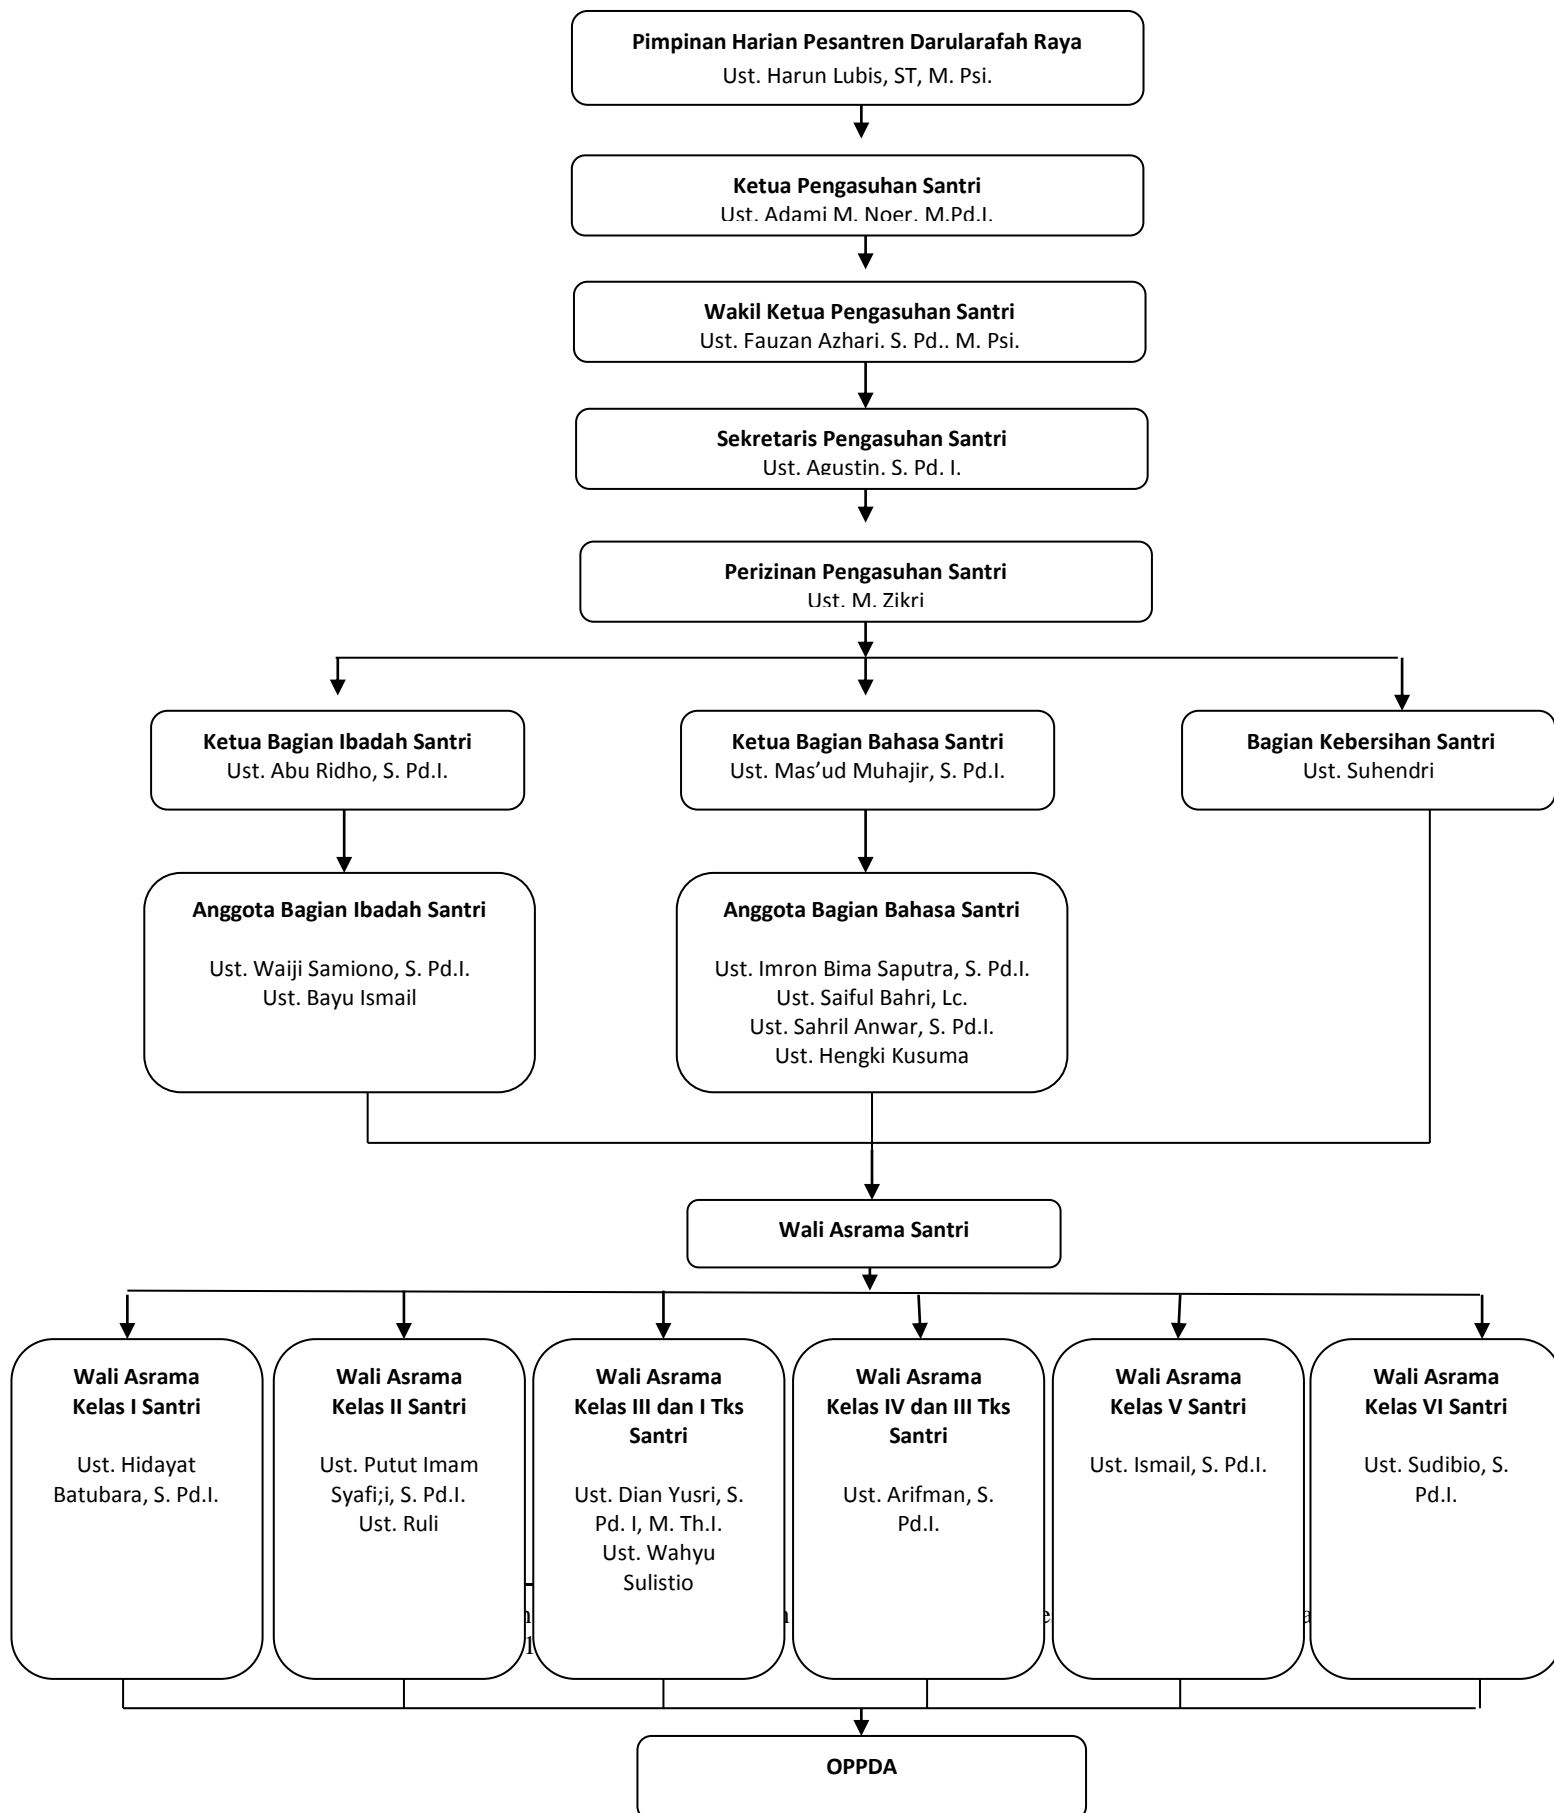 Pimpinan Harian Pesantren Darularafah Raya
Ust. Harun Lubis, ST, M. Psi.
Ketua Pengasuhan Santri
Ust. Adami M. Noer. M.Pd.I.
Wakil Ketua Pengasuhan Santri
Ust. Fauzan Azhari. S. Pd.. M. Psi.
Sekretaris Pengasuhan Santri
Ust. Agustin. S. Pd. I.
Perizinan Pengasuhan Santri
Ust. M. Zikri
Ketua Bagian Ibadah Santri
Ust. Abu Ridho, S. Pd.I.
Ketua Bagian Bahasa Santri
Ust. Mas’ud Muhajir, S. Pd.I.
Bagian Kebersihan Santri
Ust. Suhendri
Anggota Bagian Ibadah Santri
Ust. Waiji Samiono, S. Pd.I.
Ust. Bayu Ismail
Anggota Bagian Bahasa Santri
Ust. Imron Bima Saputra, S. Pd.I.
Ust. Saiful Bahri, Lc.
Ust. Sahril Anwar, S. Pd.I.
Ust. Hengki Kusuma
Wali Asrama Santri
Wali Asrama
Kelas I Santri
Ust. Hidayat
Batubara, S. Pd.I.
Wali Asrama
Kelas II Santri
Ust. Putut Imam
Syafi;i, S. Pd.I.
Ust. Ruli
Wali Asrama
Kelas III dan I Tks
Santri
Ust. Dian Yusri, S.
Pd. I, M. Th.I.
Ust. Wahyu
Sulistio
Wali Asrama
Kelas IV dan III Tks
Santri
Ust. Arifman, S.
Pd.I.
Wali Asrama
Kelas V Santri
Ust. Ismail, S. Pd.I.
Wali Asrama
Kelas VI Santri
Ust. Sudibio, S.
Pd.I.
OPPDA